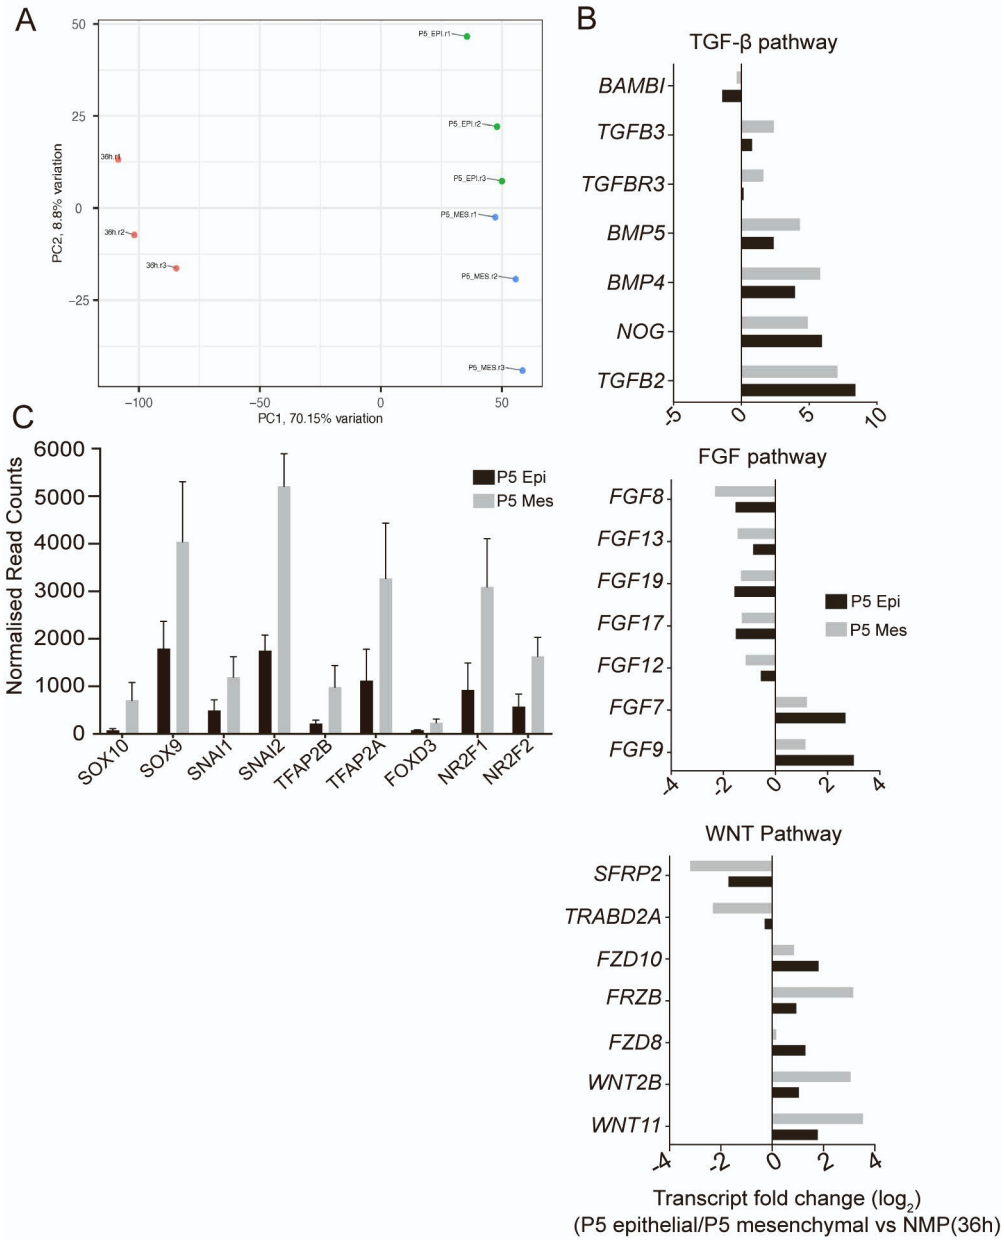 A
50
25
0
−25
PC2, 8.8% variation
P5_EPI.r1
P5_EPI.r2
P5_EPI.r3
P5_MES.r1
P5_MES.r2
P5_MES.r3
36h.r1
36h.r2
36h.r3
−100
−50
0
50
PC1, 70.15% variation
B
TGF-β pathway
BAMBI
TGFB3
TGFBR3
BMP5
BMP4
NOG
TGFB2
-5
0
5
10
FGF pathway
FGF8
FGF13
FGF19
FGF17
FGF12
FGF7
FGF9
P5 Epi
P5 Mes
-4
-2
0
2
4
WNT Pathway
SFRP2
TRABD2A
FZD10
FRZB
FZD8
WNT2B
WNT11
-4
-2
0
2
4
Transcript fold change (log2)
(P5 epithelial/P5 mesenchymal vs NMP(36h)
C
Normalised Read Counts
6000
5000
4000
3000
2000
1000
0
P5 Epi
P5 Mes
SOX10
SOX9
SNAI1
SNAI2
TFAP2B
TFAP2A
FOXD3
NR2F1
NR2F2